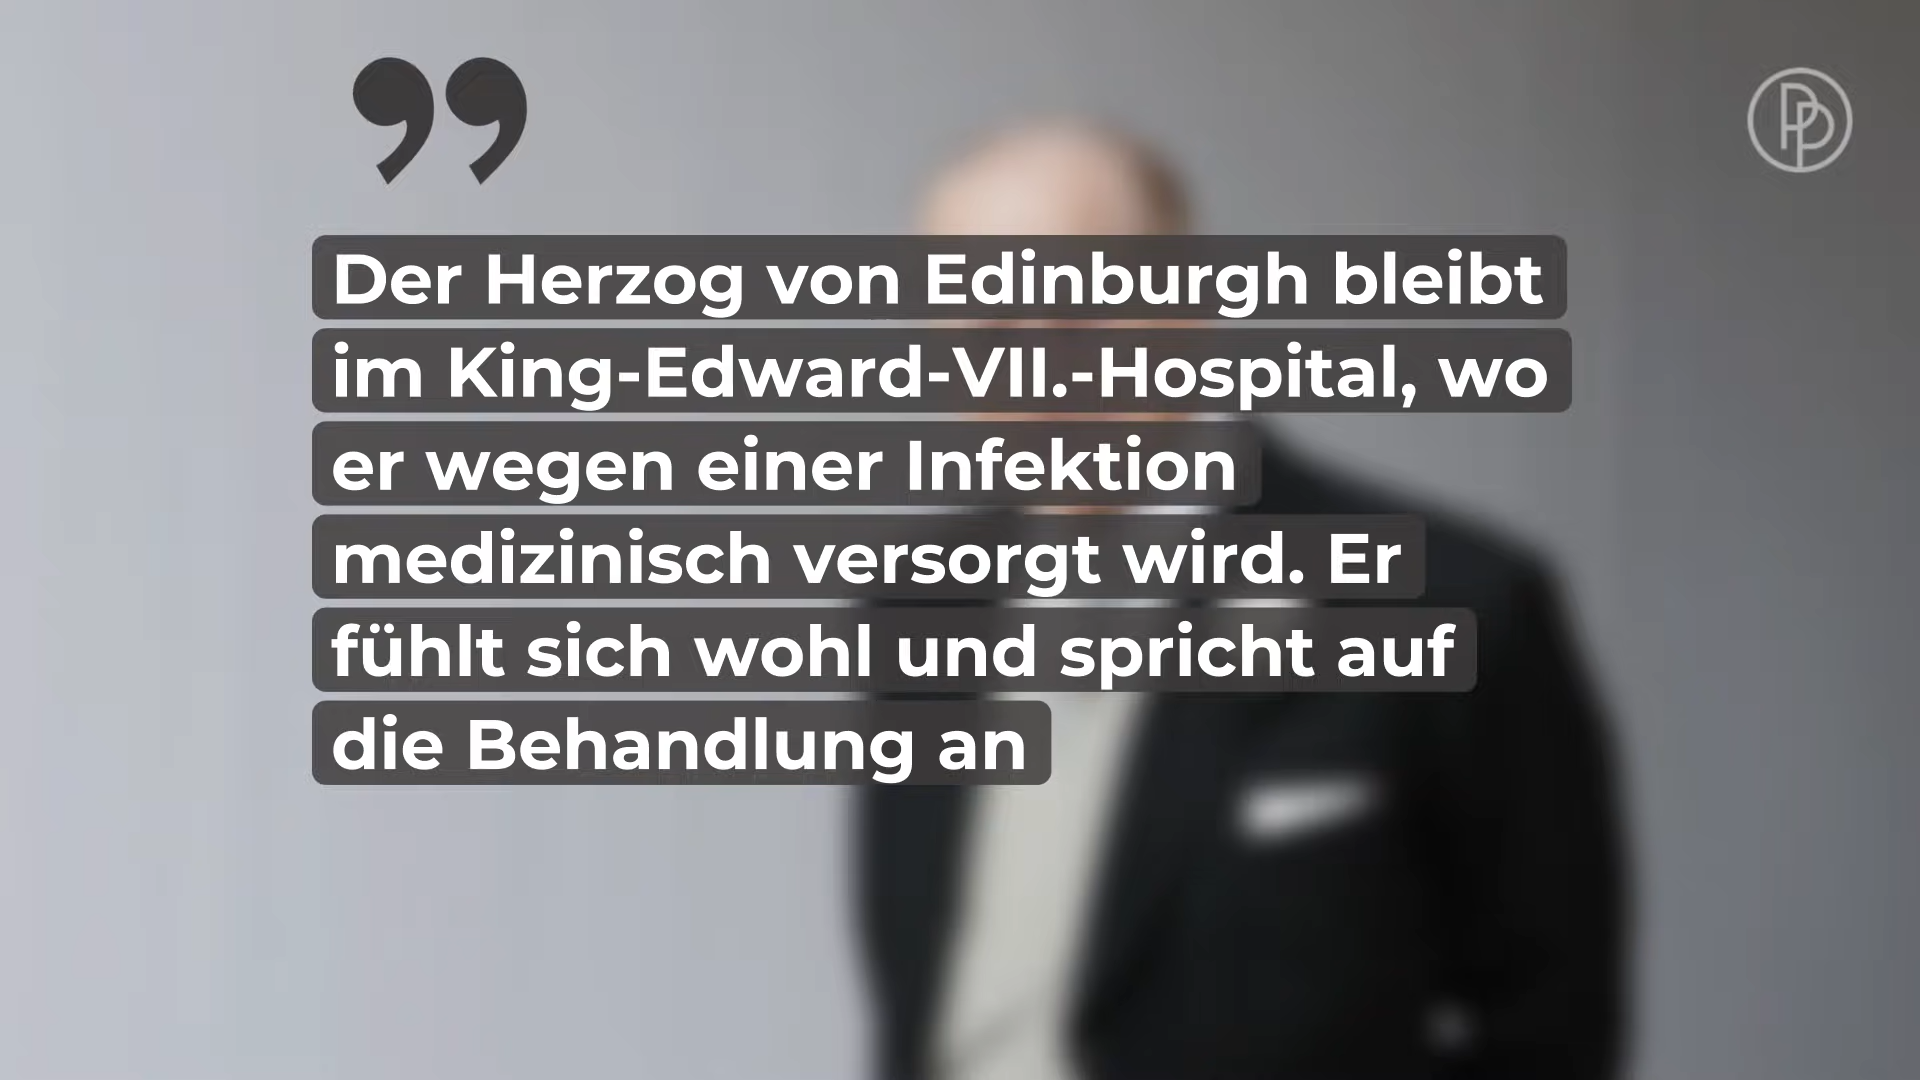 ”
Der Herzog von Edinburgh bleibt
im King-Edward-VII.-Hospital, wo
er wegen einer Infektion
medizinisch versorgt wird. Er
fühlt sich wohl und spricht auf
die Behandlung an